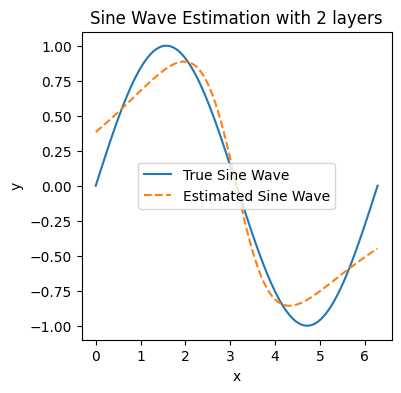 Sine Wave Estimation with 2 layers
1.00
0.75
0.50
0.25
0.00
−0.25
−0.50
−0.75
−1.00
y
True Sine Wave
Estimated Sine Wave
0 1 2 3 4 5 6
x